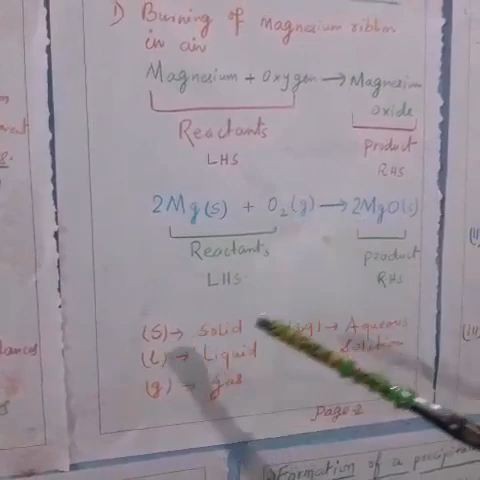 1) Burning of magnesium ribbon
in air
Magnesium + Oxygen → Magnesium
oxide
Reactants
product
LHS
RHS
2Mg(s) + O₂(g) → 2MgO(s)
Reactants
product
LHS
RHS
(S) → Solid
→ Aqueous
(l) → Liquid
Solution
(g) → gas
page-2
Formation of a